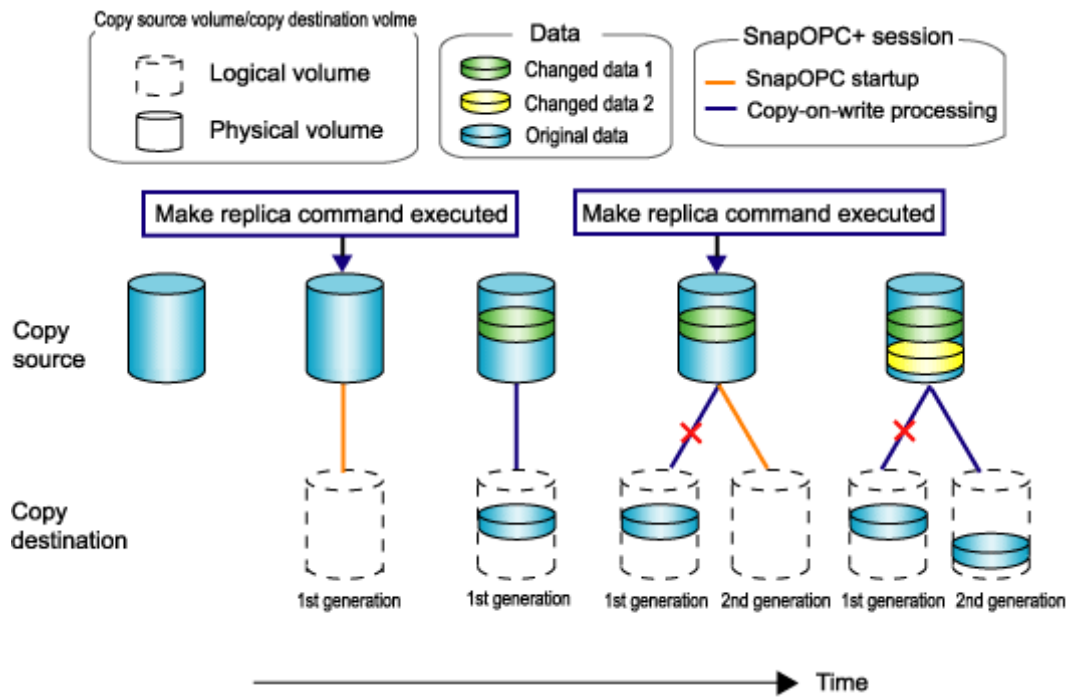 Copy source volume/copy destination volme
Logical volume
Physical volume
Data
Changed data 1
Changed data 2
Original data
SnapOPC+ session
SnapOPC startup
Copy-on-write processing
Make replica command executed
Make replica command executed
Copy
source
Copy
destination
1st generation
1st generation
1st generation
2nd generation
1st generation
2nd generation
Time